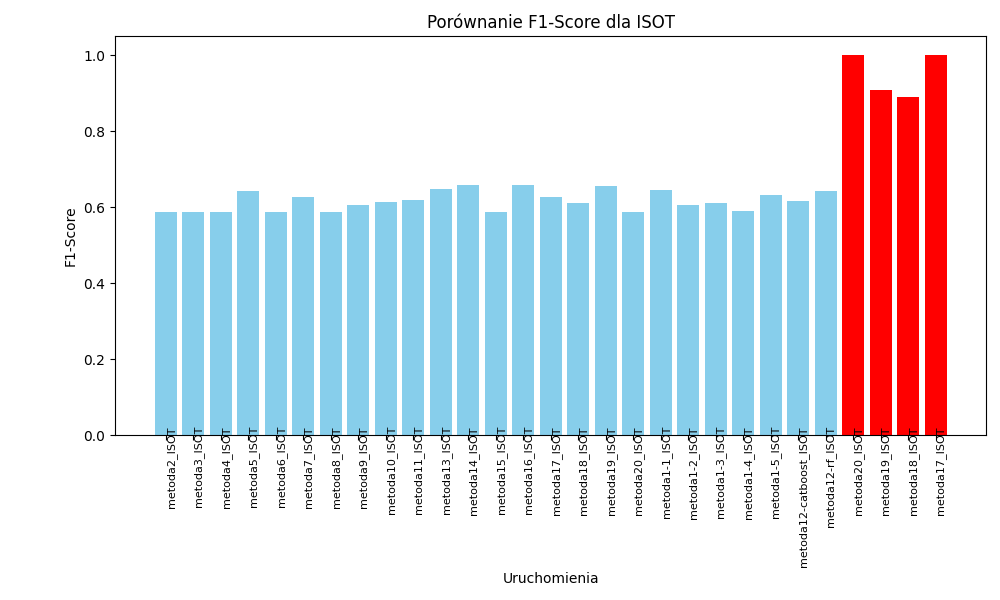 Porównanie F1-Score dla ISOT
F1-Score
1.0
0.8
0.6
0.4
0.2
0.0
metoda2_ISOT
metoda3_ISOT
metoda4_ISOT
metoda5_ISOT
metoda6_ISOT
metoda7_ISOT
metoda8_ISOT
metoda9_ISOT
metoda10_ISOT
metoda11_ISOT
metoda13_ISOT
metoda14_ISOT
metoda15_ISOT
metoda16_ISOT
metoda17_ISOT
metoda18_ISOT
metoda19_ISOT
metoda20_ISOT
metoda1-1_ISOT
metoda1-2_ISOT
metoda1-3_ISOT
metoda1-4_ISOT
metoda1-5_ISOT
metoda12-catboost_ISOT
metoda12-rf_ISOT
metoda20_ISOT
metoda19_ISOT
metoda18_ISOT
metoda17_ISOT
Uruchomienia